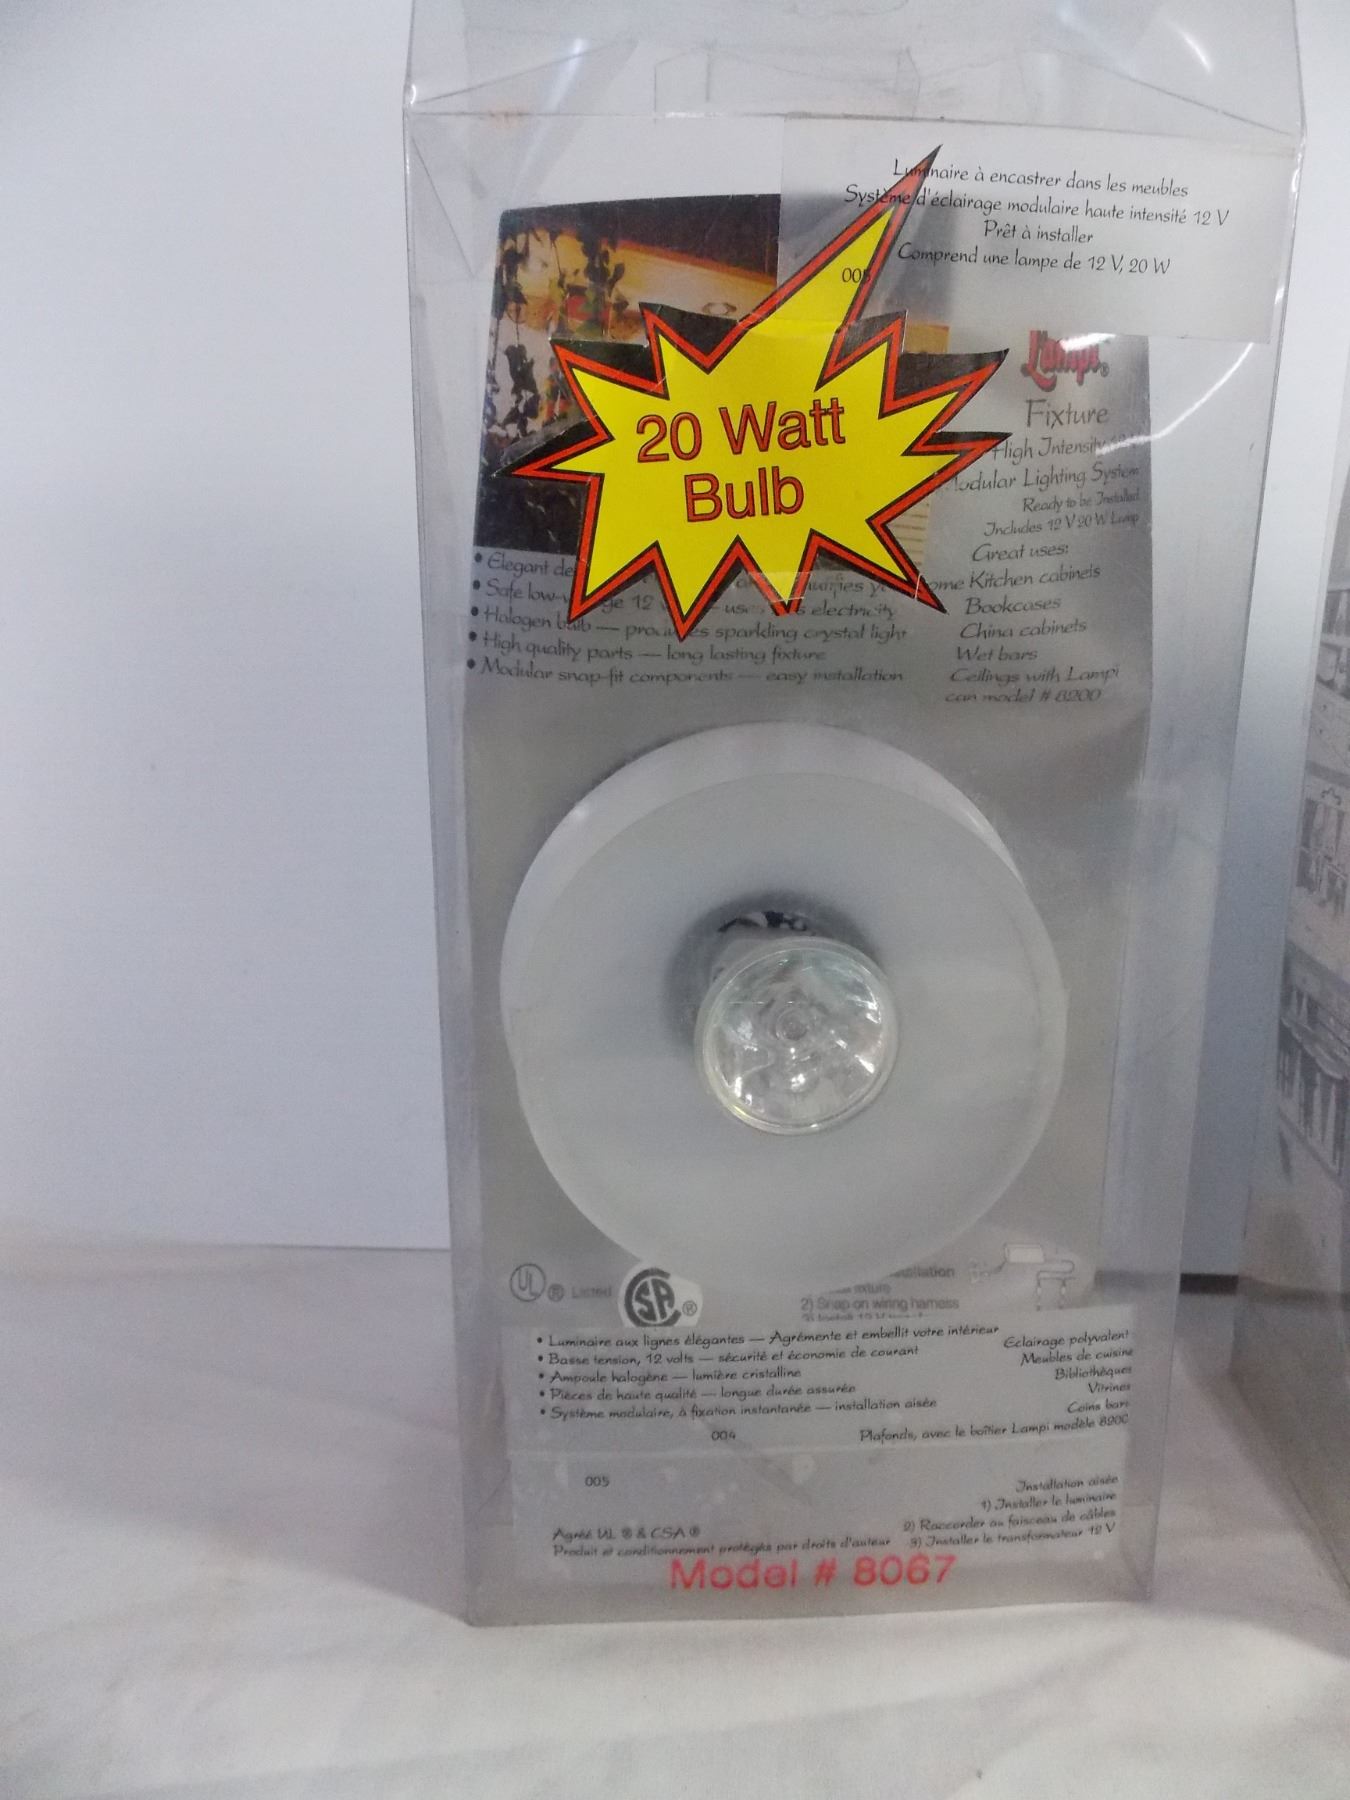 Luminaire à encastrer dans les meubles
Système d'éclairage modulaire haute intensité 12 V
Prêt à installer
Comprend une lampe de 12 V, 20 W
005
Lampi®
Fixture
High Intensity
Modular Lighting System
Ready to be Installed
Includes 12 V 20 W Lamp
20 Watt
Bulb
Great uses:
Kitchen cabinets
Bookcases
China cabinets
Wet bars
Ceilings with Lampi
can model # 8200
• Elegant
• Safe 12 electricity
• Halogen bulb — produces sparkling crystal light
• High quality parts — long lasting fixture
• Modular snap-fit components — easy installation
UL ® Listed
SA ®
2) Snap on wiring harness
• Luminaire aux lignes élégantes — Agrémente et embellit votre intérieur
• Basse tension, 12 volts — sécurité et économie de courant
• Ampoule halogène — lumière cristalline
• Pièces de haute qualité — longue durée assurée
• Système modulaire, à fixation instantanée — installation aisée
004
Éclairage polyvalent
Meubles de cuisine
Bibliothèques
Vitrines
Coins bars
Plafonds, avec le boîtier Lampi modèle 8200
005
Installation aisée
1) Installer le luminaire
2) Raccorder au faisceau de câbles
3) Installer le transformateur 12 V
Agréé UL ® & CSA ®
Produit et conditionnement protégés par droits d'auteur
Model # 8067